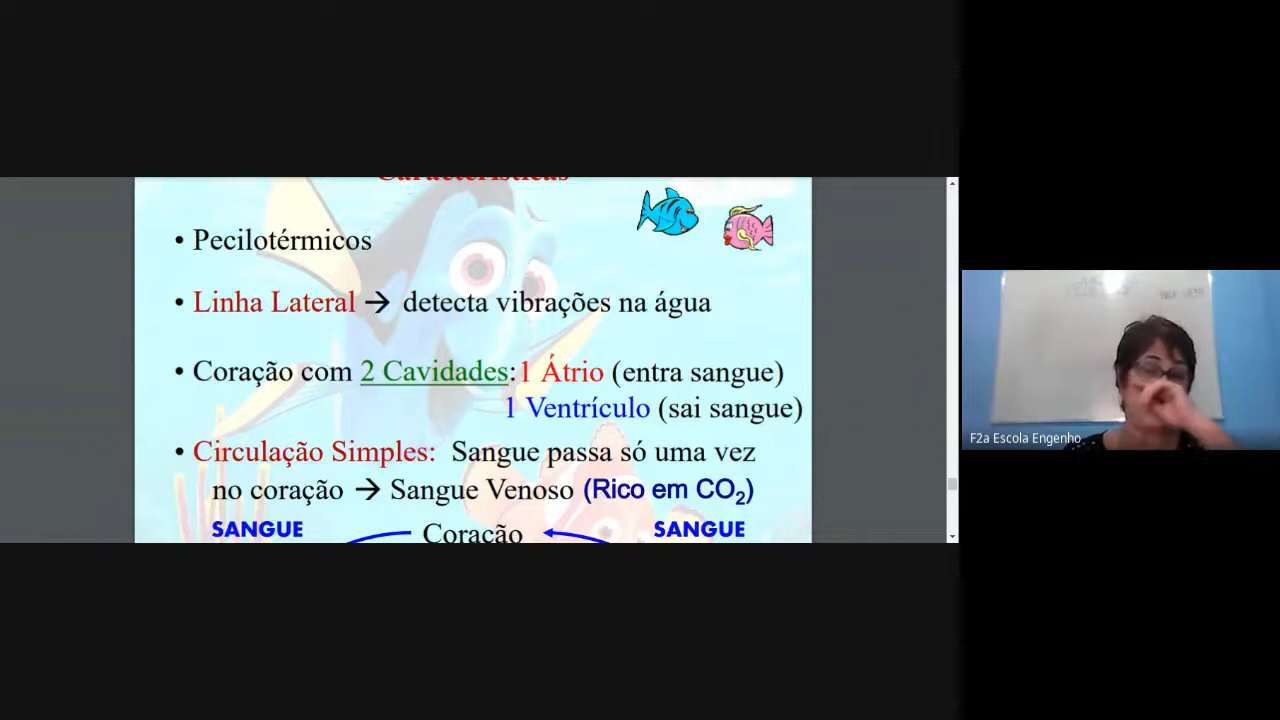 Características
• Pecilotérmicos
• Linha Lateral → detecta vibrações na água
• Coração com 2 Cavidades: 1 Átrio (entra sangue)
1 Ventrículo (sai sangue)
• Circulação Simples: Sangue passa só uma vez
no coração → Sangue Venoso (Rico em CO₂)
SANGUE Coração SANGUE
F2a Escola Engenho